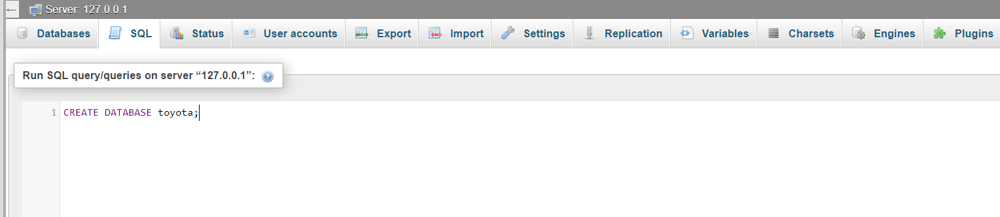 ← Server: 127.0.0.1
Databases SQL Status User accounts Export Import Settings Replication Variables Charsets Engines Plugins
Run SQL query/queries on server “127.0.0.1”:
1 CREATE DATABASE toyota;